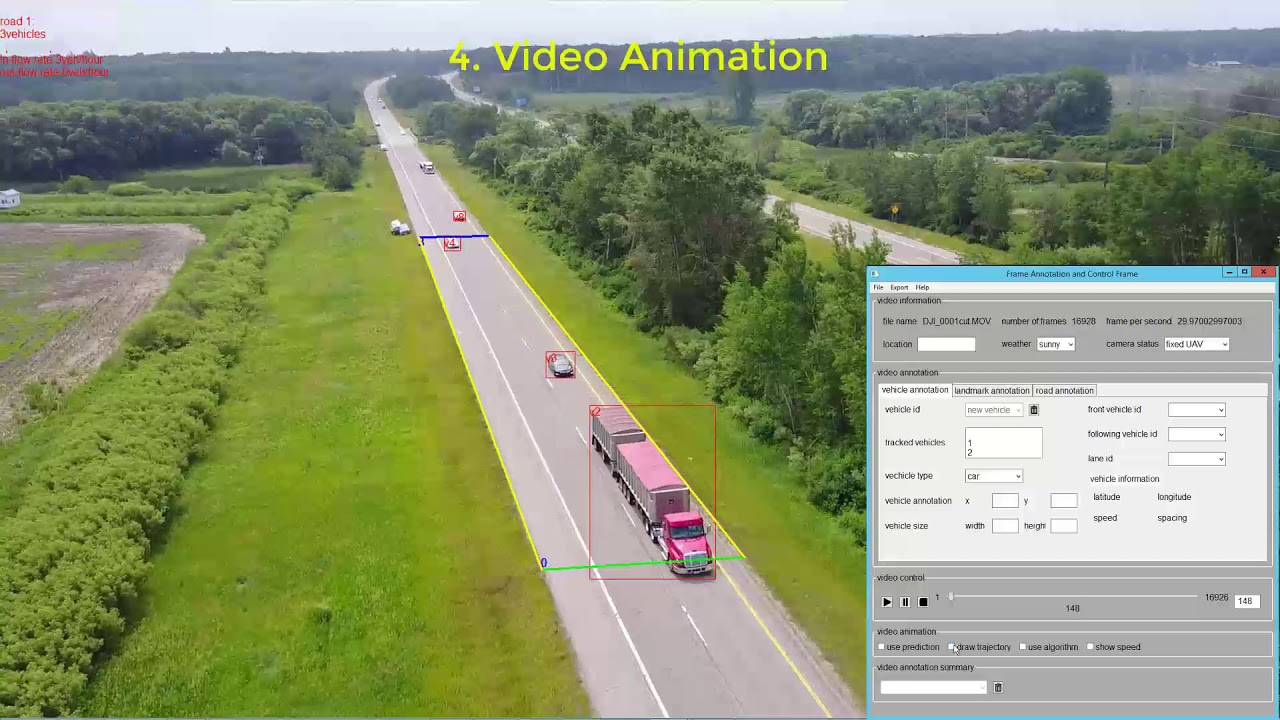 road 1:
3vehicles
in flow rate 3veh/hour
out flow rate 0veh/hour
4. Video Animation
v4
v3
v2
3
0
Frame Annotation and Control Frame
File Export Help
video information
file name DJI_0001cut.MOV number of frames 16928 frame per second 29.97002997003
location weather sunny camera status fixed UAV
video annotation
vehicle annotation landmark annotation road annotation
vehicle id new vehicle front vehicle id
tracked vehicles 1 following vehicle id
2 lane id
vechicle type car vehicle information
vehicle annotation x y latitude longitude
vehicle size width height speed spacing
video control
1 16926 148
148
video animation
use prediction draw trajectory use algorithm show speed
video annotation summary